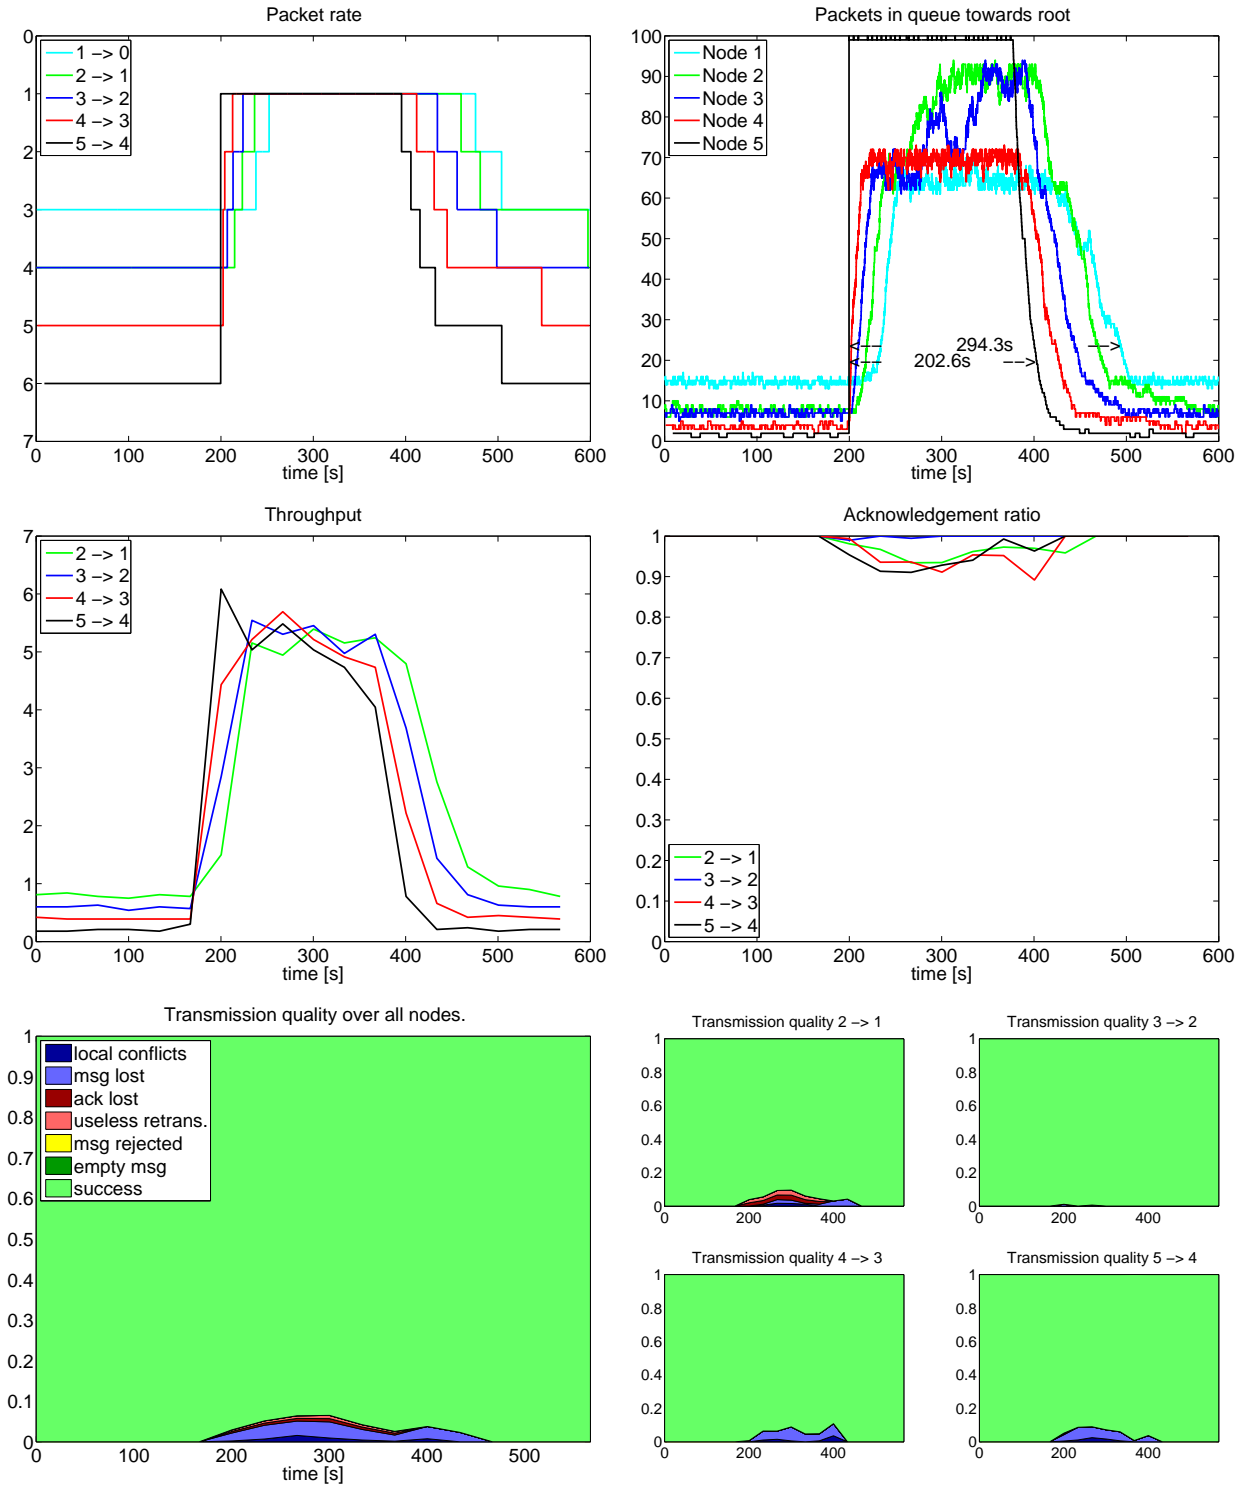 Packet rate
0
1
2
3
4
5
6
7
1 −> 0
2 −> 1
3 −> 2
4 −> 3
5 −> 4
0 100 200 300 400 500 600
time [s]
Packets in queue towards root
100
90
80
70
60
50
40
30
20
10
0
Node 1
Node 2
Node 3
Node 4
Node 5
<−− 294.3s −−>
<−− 202.6s −−>
0 100 200 300 400 500 600
time [s]
Throughput
7
6
5
4
3
2
1
0
2 −> 1
3 −> 2
4 −> 3
5 −> 4
0 100 200 300 400 500 600
time [s]
Acknowledgement ratio
1
0.9
0.8
0.7
0.6
0.5
0.4
0.3
0.2
0.1
0
2 −> 1
3 −> 2
4 −> 3
5 −> 4
0 100 200 300 400 500 600
time [s]
Transmission quality over all nodes.
1
0.9
0.8
0.7
0.6
0.5
0.4
0.3
0.2
0.1
0
local conflicts
msg lost
ack lost
useless retrans.
msg rejected
empty msg
success
0 100 200 300 400 500
time [s]
Transmission quality 2 −> 1
1
0.8
0.6
0.4
0.2
0
0 200 400
Transmission quality 3 −> 2
1
0.8
0.6
0.4
0.2
0
0 200 400
Transmission quality 4 −> 3
1
0.8
0.6
0.4
0.2
0
0 200 400
Transmission quality 5 −> 4
1
0.8
0.6
0.4
0.2
0
0 200 400